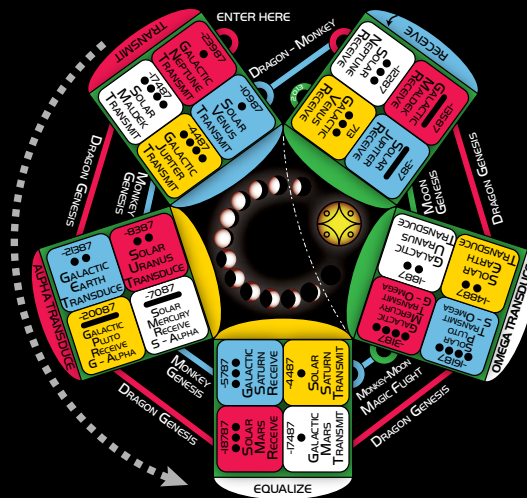 ENTER HERE
TRANSMIT
-23987
GALACTIC
NEPTUNE
TRANSMIT
-17487
SOLAR
MALDEK
TRANSMIT
-10987
SOLAR
VENUS
TRANSMIT
-4487
GALACTIC
JUPITER
TRANSMIT
DRAGON - MONKEY
RECEIVE
-12287
SOLAR
NEPTUNE
RECEIVE
-8587
GALACTIC
MALDEK
RECEIVE
GALACTIC
VENUS
RECEIVE
-387
SOLAR
JUPITER
RECEIVE
DRAGON GENESIS
MONKEY
GENESIS
MOON
GENESIS
DRAGON GENESIS
ALPHA TRANSDUCE
-21387
GALACTIC
EARTH
TRANSDUCE
-8387
SOLAR
URANUS
TRANSDUCE
-20087
GALACTIC
PLUTO
RECEIVE
G - ALPHA
-7087
SOLAR
MERCURY
RECEIVE
S - ALPHA
OMEGA TRANSDUCE
-1887
GALACTIC
URANUS
TRANSDUCE
-14887
SOLAR
EARTH
TRANSDUCE
-3187
GALACTIC
MERCURY
TRANSMIT
G - OMEGA
-16187
SOLAR
PLUTO
TRANSMIT
S - OMEGA
MONKEY
GENESIS
DRAGON GENESIS
MONKEY-MOON
MAGIC FLIGHT
DRAGON GENESIS
-5787
GALACTIC
SATURN
RECEIVE
-4487
SOLAR
SATURN
TRANSMIT
-18787
SOLAR
MARS
RECEIVE
-17487
GALACTIC
MARS
TRANSMIT
EQUALIZE